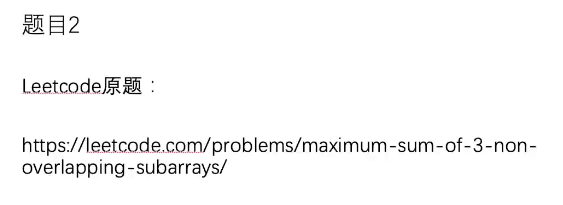 题目2
Leetcode原题：
https://leetcode.com/problems/maximum-sum-of-3-non-
overlapping-subarrays/